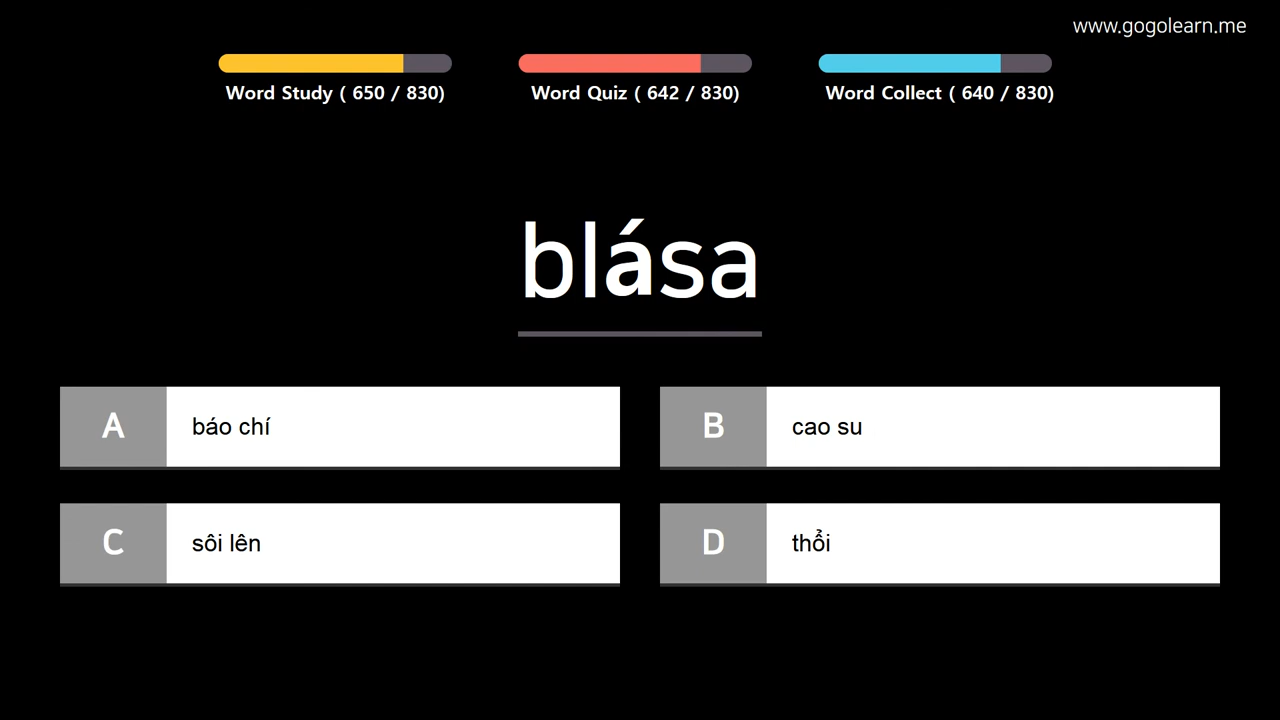 www.gogolearn.me
Word Study ( 650 / 830)
Word Quiz ( 642 / 830)
Word Collect ( 640 / 830)
blása
A báo chí
B cao su
C sôi lên
D thổi